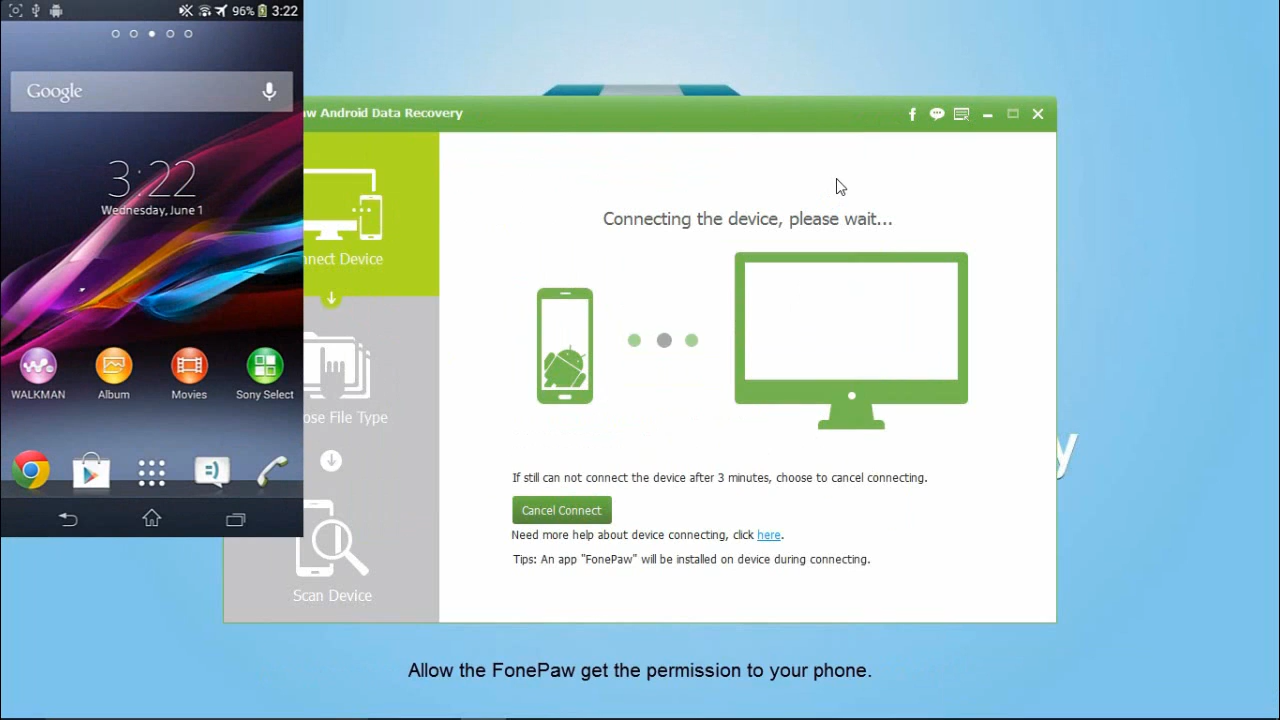 96% 3:22
Google
3:22
Wednesday, June 1
WALKMAN
Album
Movies
Sony Select
aw Android Data Recovery
nnect Device
ose File Type
Scan Device
Connecting the device, please wait...
If still can not connect the device after 3 minutes, choose to cancel connecting.
Cancel Connect
Need more help about device connecting, click here.
Tips: An app "FonePaw" will be installed on device during connecting.
y
Allow the FonePaw get the permission to your phone.